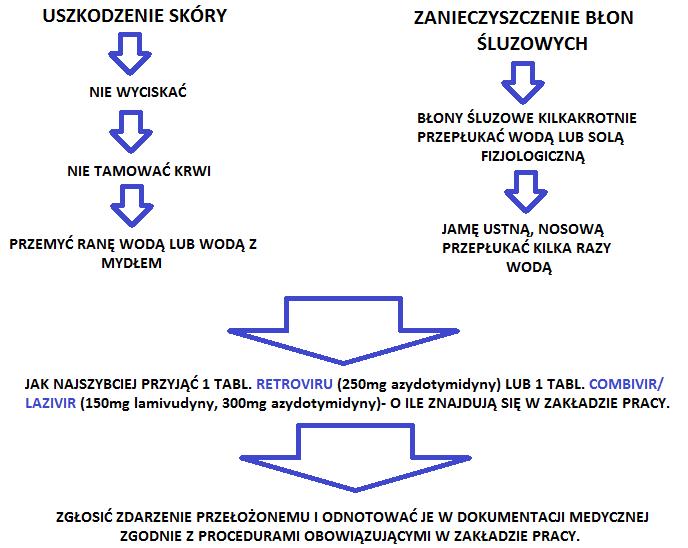 USZKODZENIE SKÓRY
NIE WYCISKAĆ
NIE TAMOWAĆ KRWI
PRZEMYĆ RANĘ WODĄ LUB WODĄ Z
MYDŁEM
ZANIECZYSZCZENIE BŁON
ŚLUZOWYCH
BŁONY ŚLUZOWE KILKAKROTNIE
PRZEPŁUKAĆ WODĄ LUB SOLĄ
FIZJOLOGICZNĄ
JAMĘ USTNĄ, NOSOWĄ
PRZEPŁUKAĆ KILKA RAZY
WODĄ
JAK NAJSZYBCIEJ PRZYJĄĆ 1 TABL. RETROVIRU (250mg azydotymidyny) LUB 1 TABL. COMBIVIR/
LAZIVIR (150mg lamivudyny, 300mg azydotymidyny)- O ILE ZNAJDUJĄ SIĘ W ZAKŁADZIE PRACY.
ZGŁOSIĆ ZDARZENIE PRZEŁOŻONEMU I ODNOTOWAĆ JE W DOKUMENTACJI MEDYCZNEJ
ZGODNIE Z PROCEDURAMI OBOWIĄZUJĄCYMI W ZAKŁADZIE PRACY.